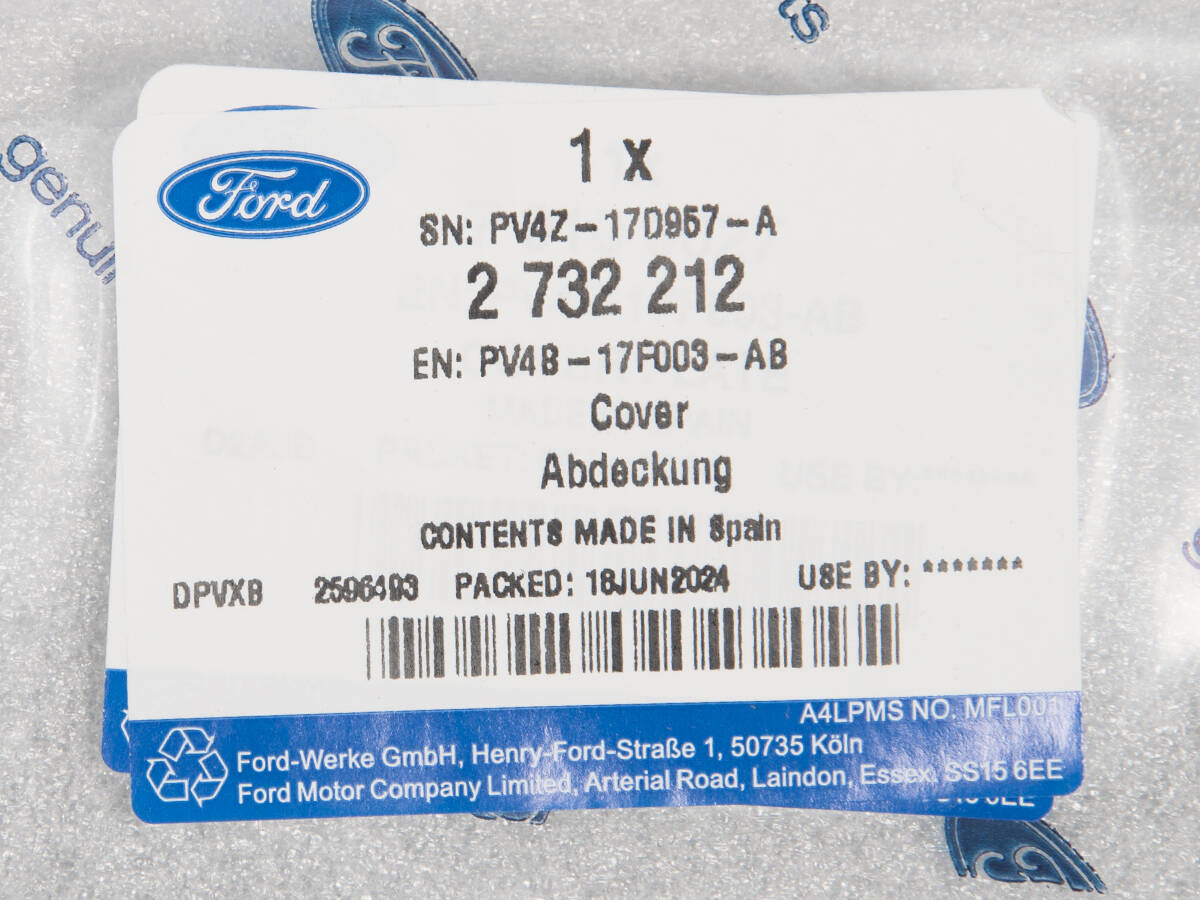 genuin
ts
Ford
1 x
SN: PV4Z-17D957-A
2 732 212
EN: PV4B-17F003-AB
Cover
Abdeckung
CONTENTS MADE IN Spain
DPVXB 2596493 PACKED: 18JUN2024 USE BY: *******
A4LPMS NO. MFL001
Ford-Werke GmbH, Henry-Ford-Straße 1, 50735 Köln
Ford Motor Company Limited, Arterial Road, Laindon, Essex. SS15 6EE